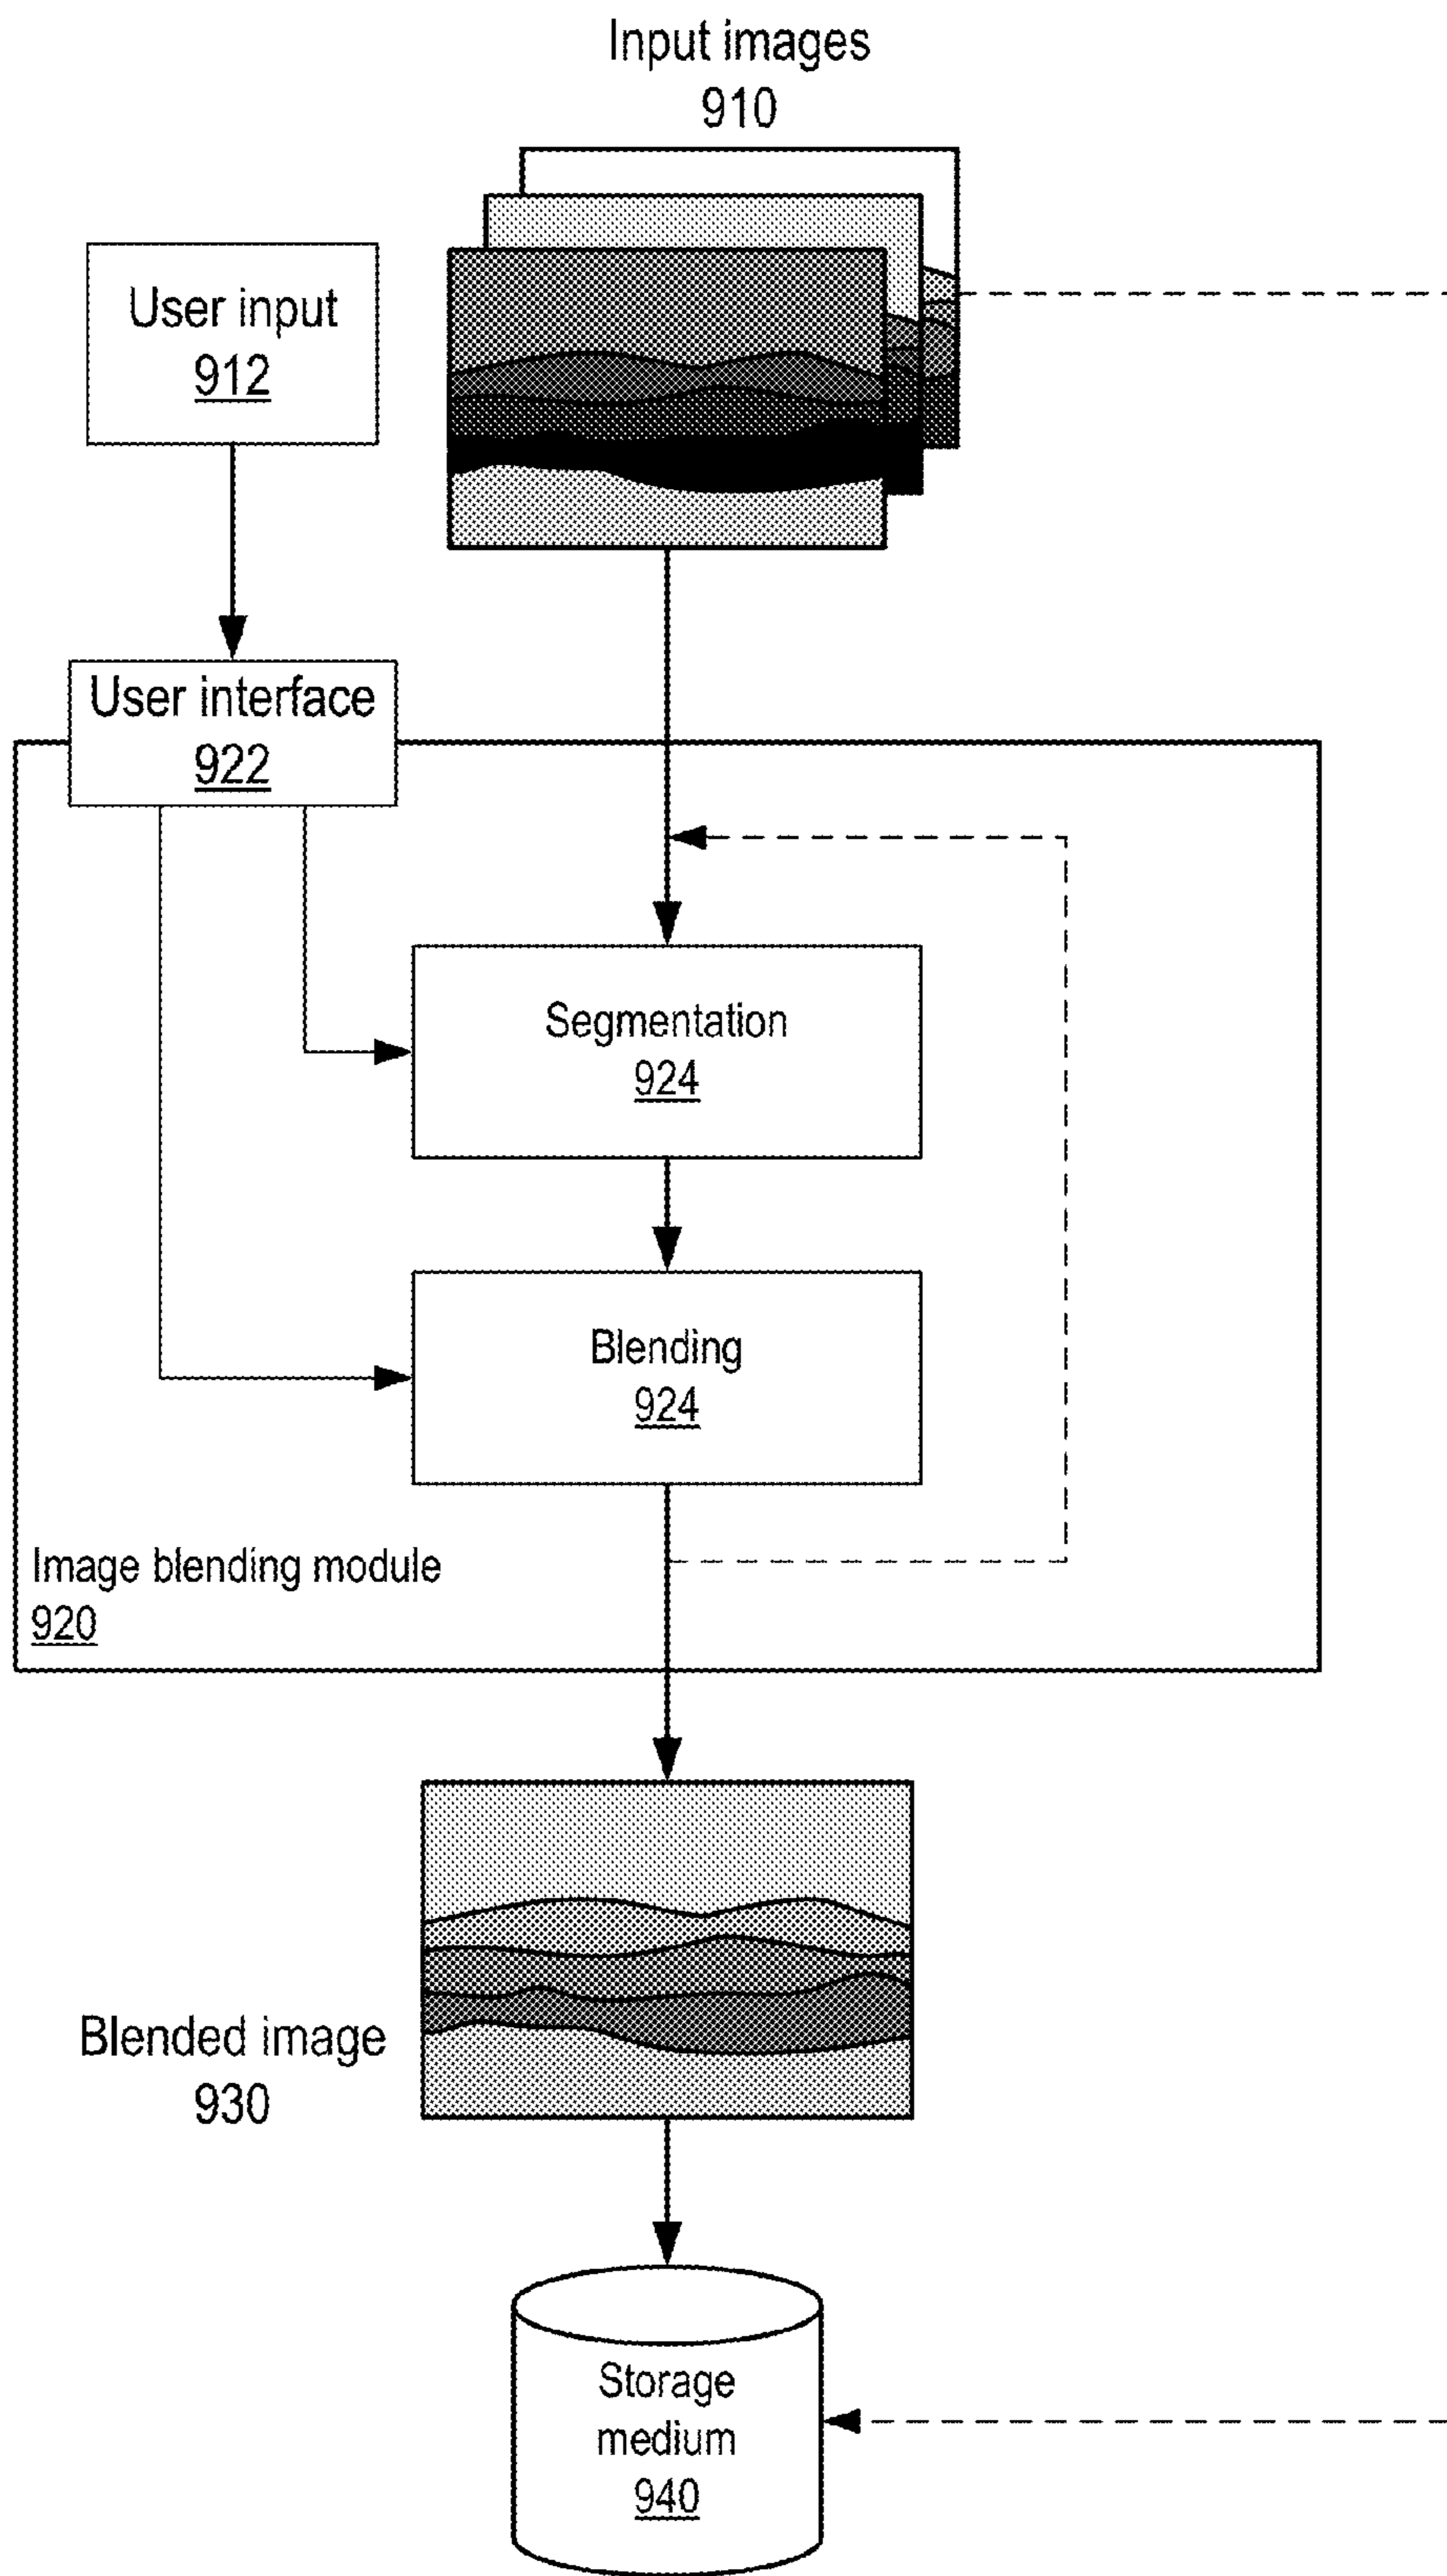 Input images
910
User input
912
User interface
922
Segmentation
924
Blending
924
Image blending module
920
Blended image
930
Storage
medium
940